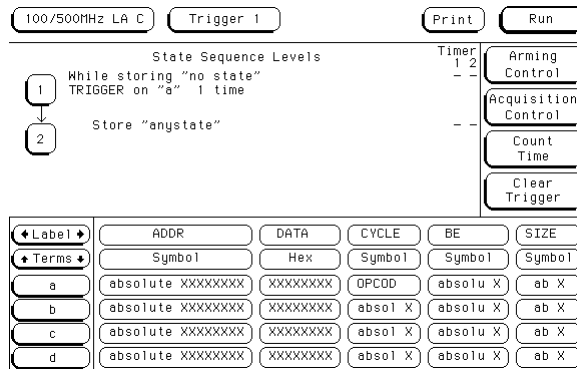 100/500MHz LA C Trigger 1 Print Run
State Sequence Levels Timer
1 2
While storing "no state" - -
1 TRIGGER on "a" 1 time
2 Store "anystate" - -
Arming
Control
Acquisition
Control
Count
Time
Clear
Trigger
Label ADDR DATA CYCLE BE SIZE
Terms Symbol Hex Symbol Symbol Symbol
a absolute XXXXXXXX XXXXXXXX OPCOD absolu X ab X
b absolute XXXXXXXX XXXXXXXX absol X absolu X ab X
c absolute XXXXXXXX XXXXXXXX absol X absolu X ab X
d absolute XXXXXXXX XXXXXXXX absol X absolu X ab X